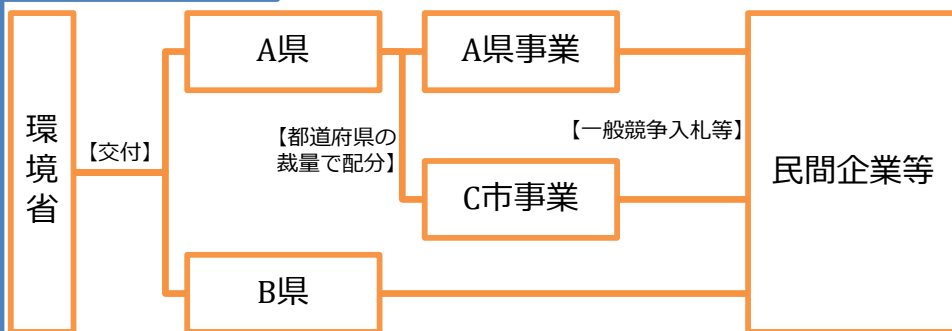 環境省
【交付】
A県
【都道府県の
裁量で配分】
A県事業
C市事業
B県
【一般競争入札等】
民間企業等